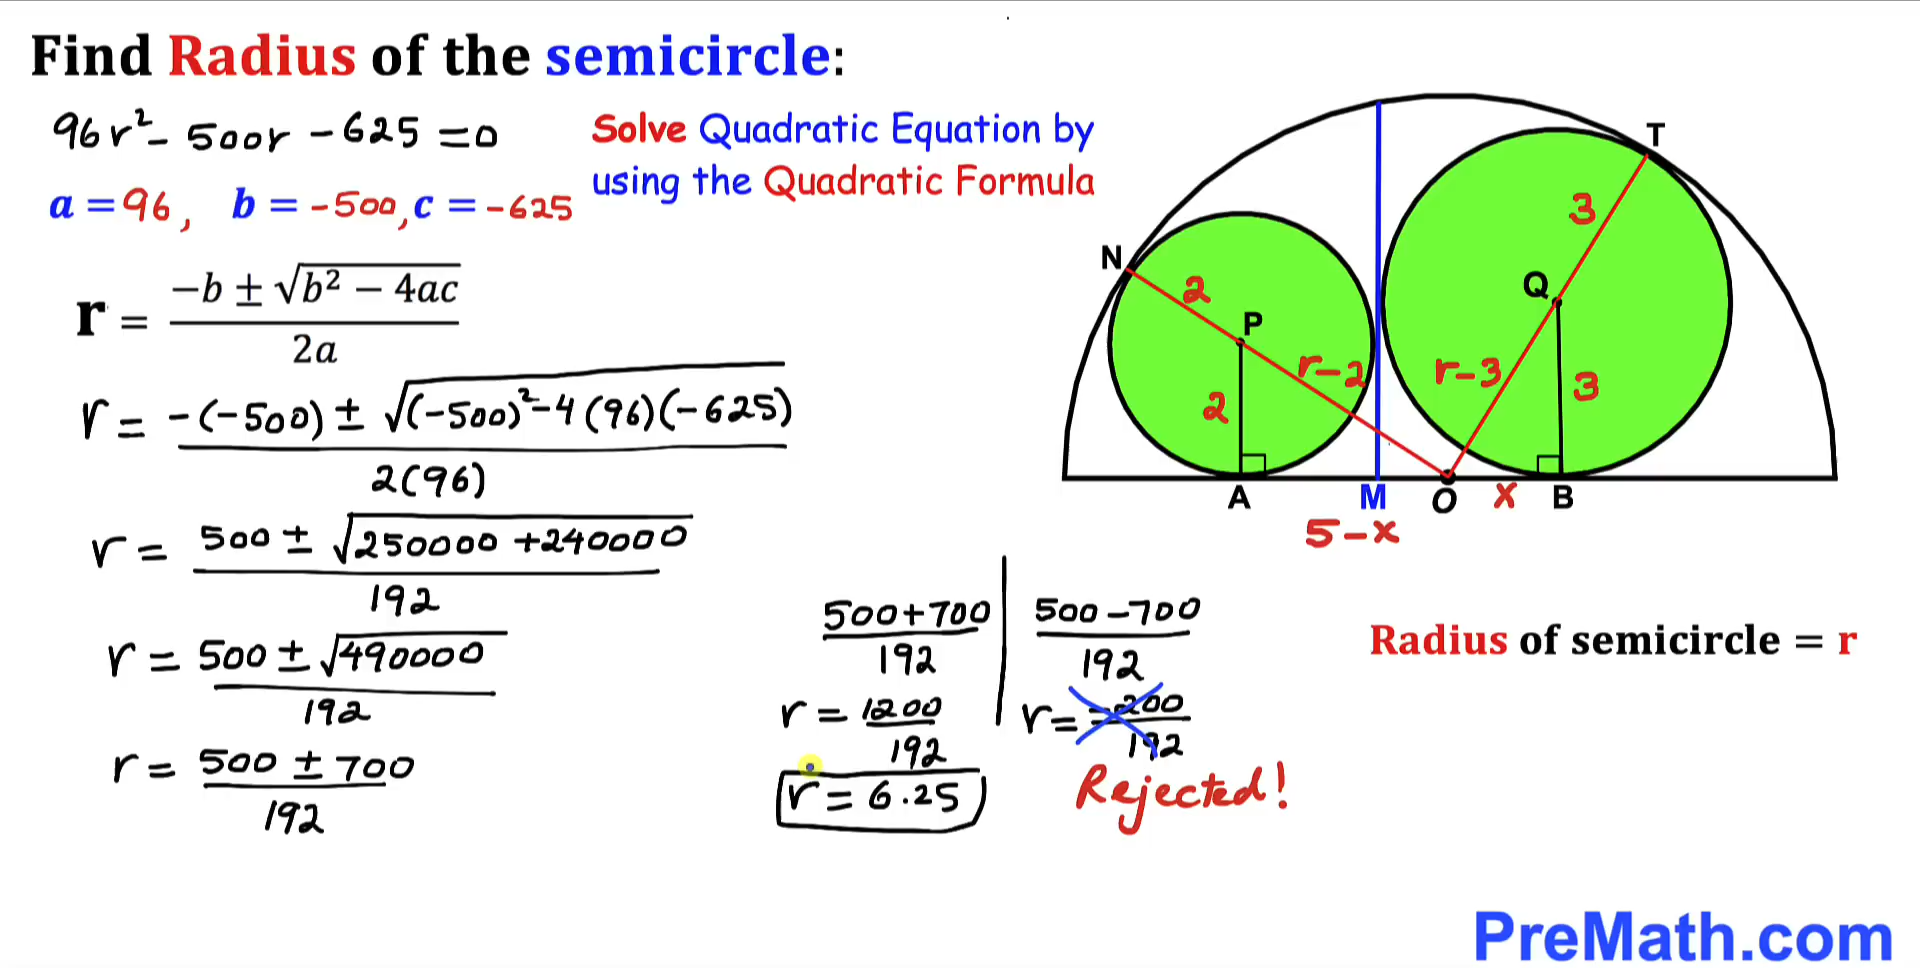 Find Radius of the semicircle:
96r² - 500r - 625 = 0
a = 96, b = -500, c = -625
Solve Quadratic Equation by
using the Quadratic Formula
r = (-b ± √(b² - 4ac)) / 2a
r = (-(-500) ± √((-500)² - 4(96)(-625))) / 2(96)
r = (500 ± √(250000 + 240000)) / 192
r = (500 ± √490000) / 192
r = (500 ± 700) / 192
(500 + 700) / 192
r = 1200 / 192
r = 6.25
(500 - 700) / 192
r = -200 / 192
Rejected!
T
3
N
2
Q
P
r-2
r-3
3
2
A
M
O
x
B
5-x
Radius of semicircle = r
PreMath.com